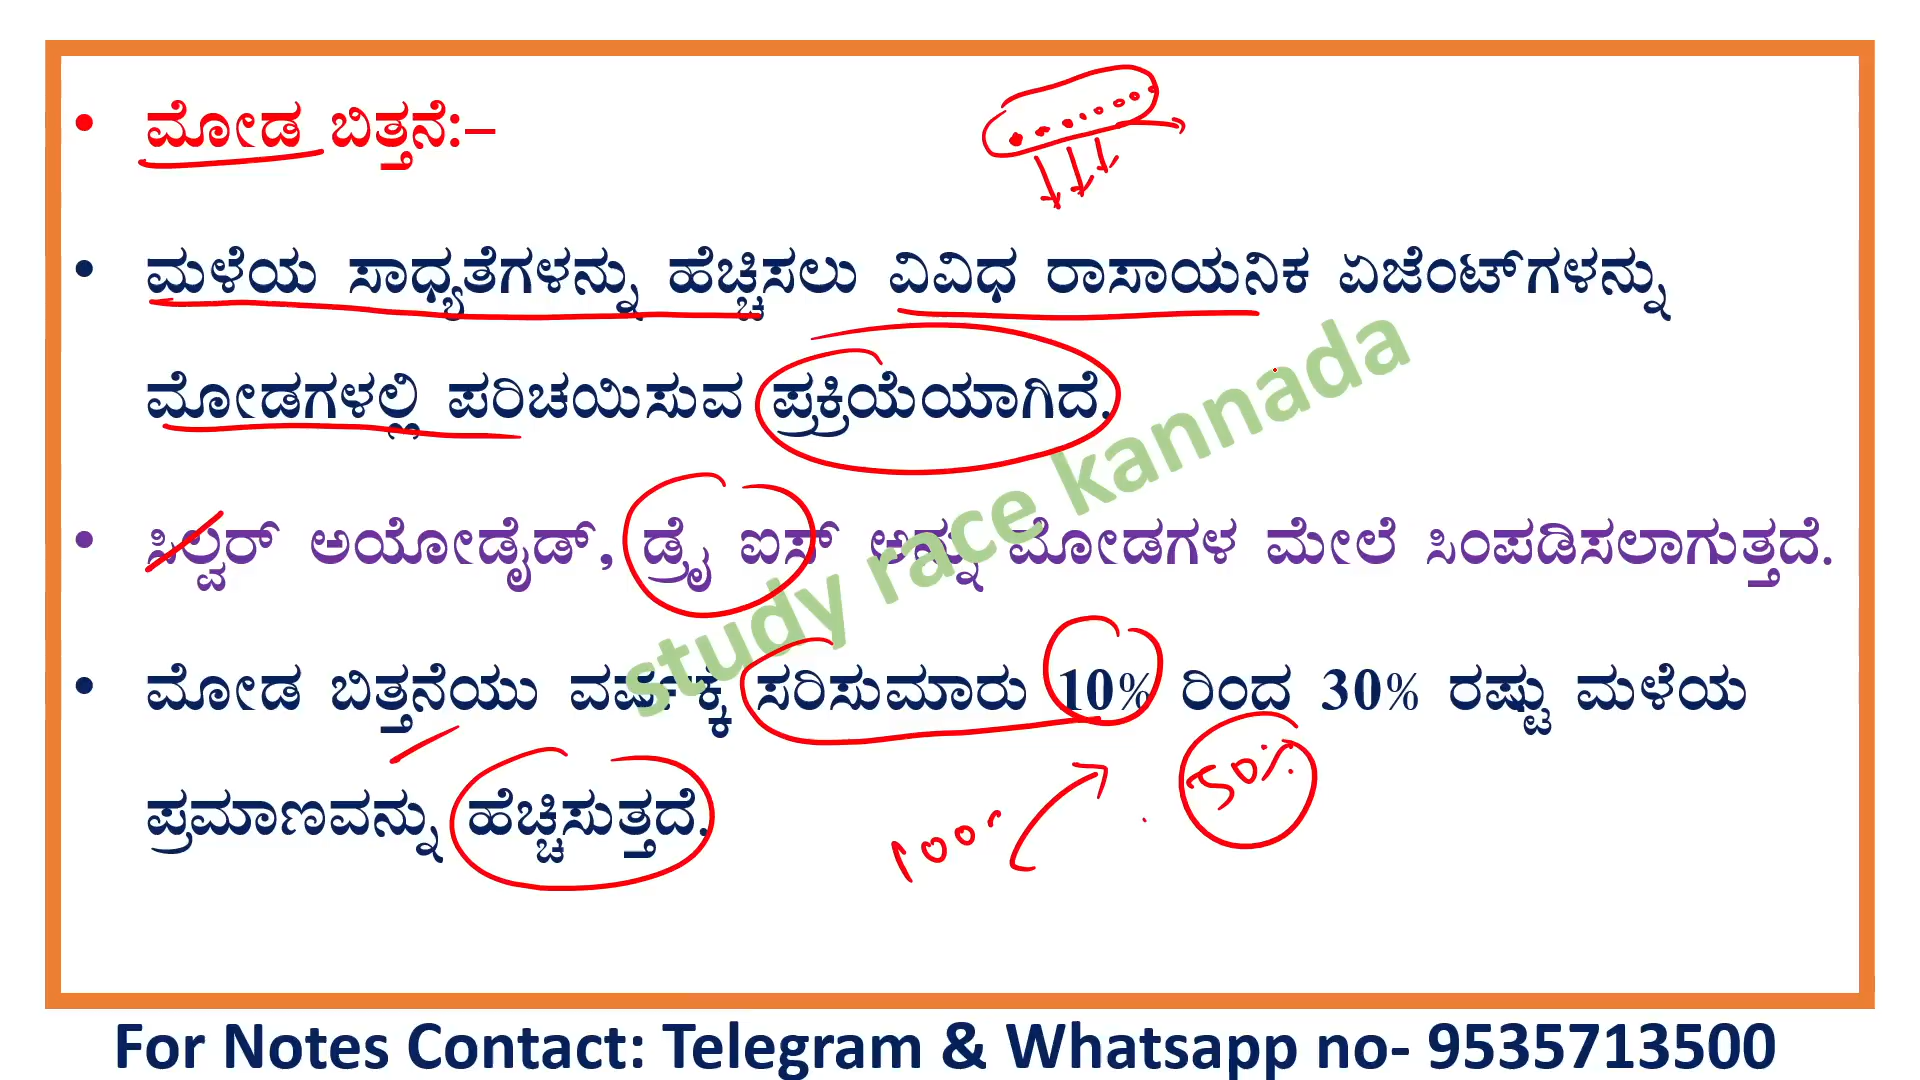 • ಮೋಡ ಬಿತ್ತನೆ:–
• ಮಳೆಯ ಸಾಧ್ಯತೆಗಳನ್ನು ಹೆಚ್ಚಿಸಲು ವಿವಿಧ ರಾಸಾಯನಿಕ ಏಜೆಂಟ್‌ಗಳನ್ನು
ಮೋಡಗಳಲ್ಲಿ ಪರಿಚಯಿಸುವ ಪ್ರಕ್ರಿಯೆಯಾಗಿದೆ.
• ಸಿಲ್ವರ್ ಅಯೋಡೈಡ್, ಡ್ರೈ ಐಸ್ ಅನ್ನು ಮೋಡಗಳ ಮೇಲೆ ಸಿಂಪಡಿಸಲಾಗುತ್ತದೆ.
study race kannada
• ಮೋಡ ಬಿತ್ತನೆಯು ವರ್ಷಕ್ಕೆ ಸರಿಸುಮಾರು 10% ರಿಂದ 30% ರಷ್ಟು ಮಳೆಯ
ಪ್ರಮಾಣವನ್ನು ಹೆಚ್ಚಿಸುತ್ತದೆ.
For Notes Contact: Telegram & Whatsapp no- 9535713500